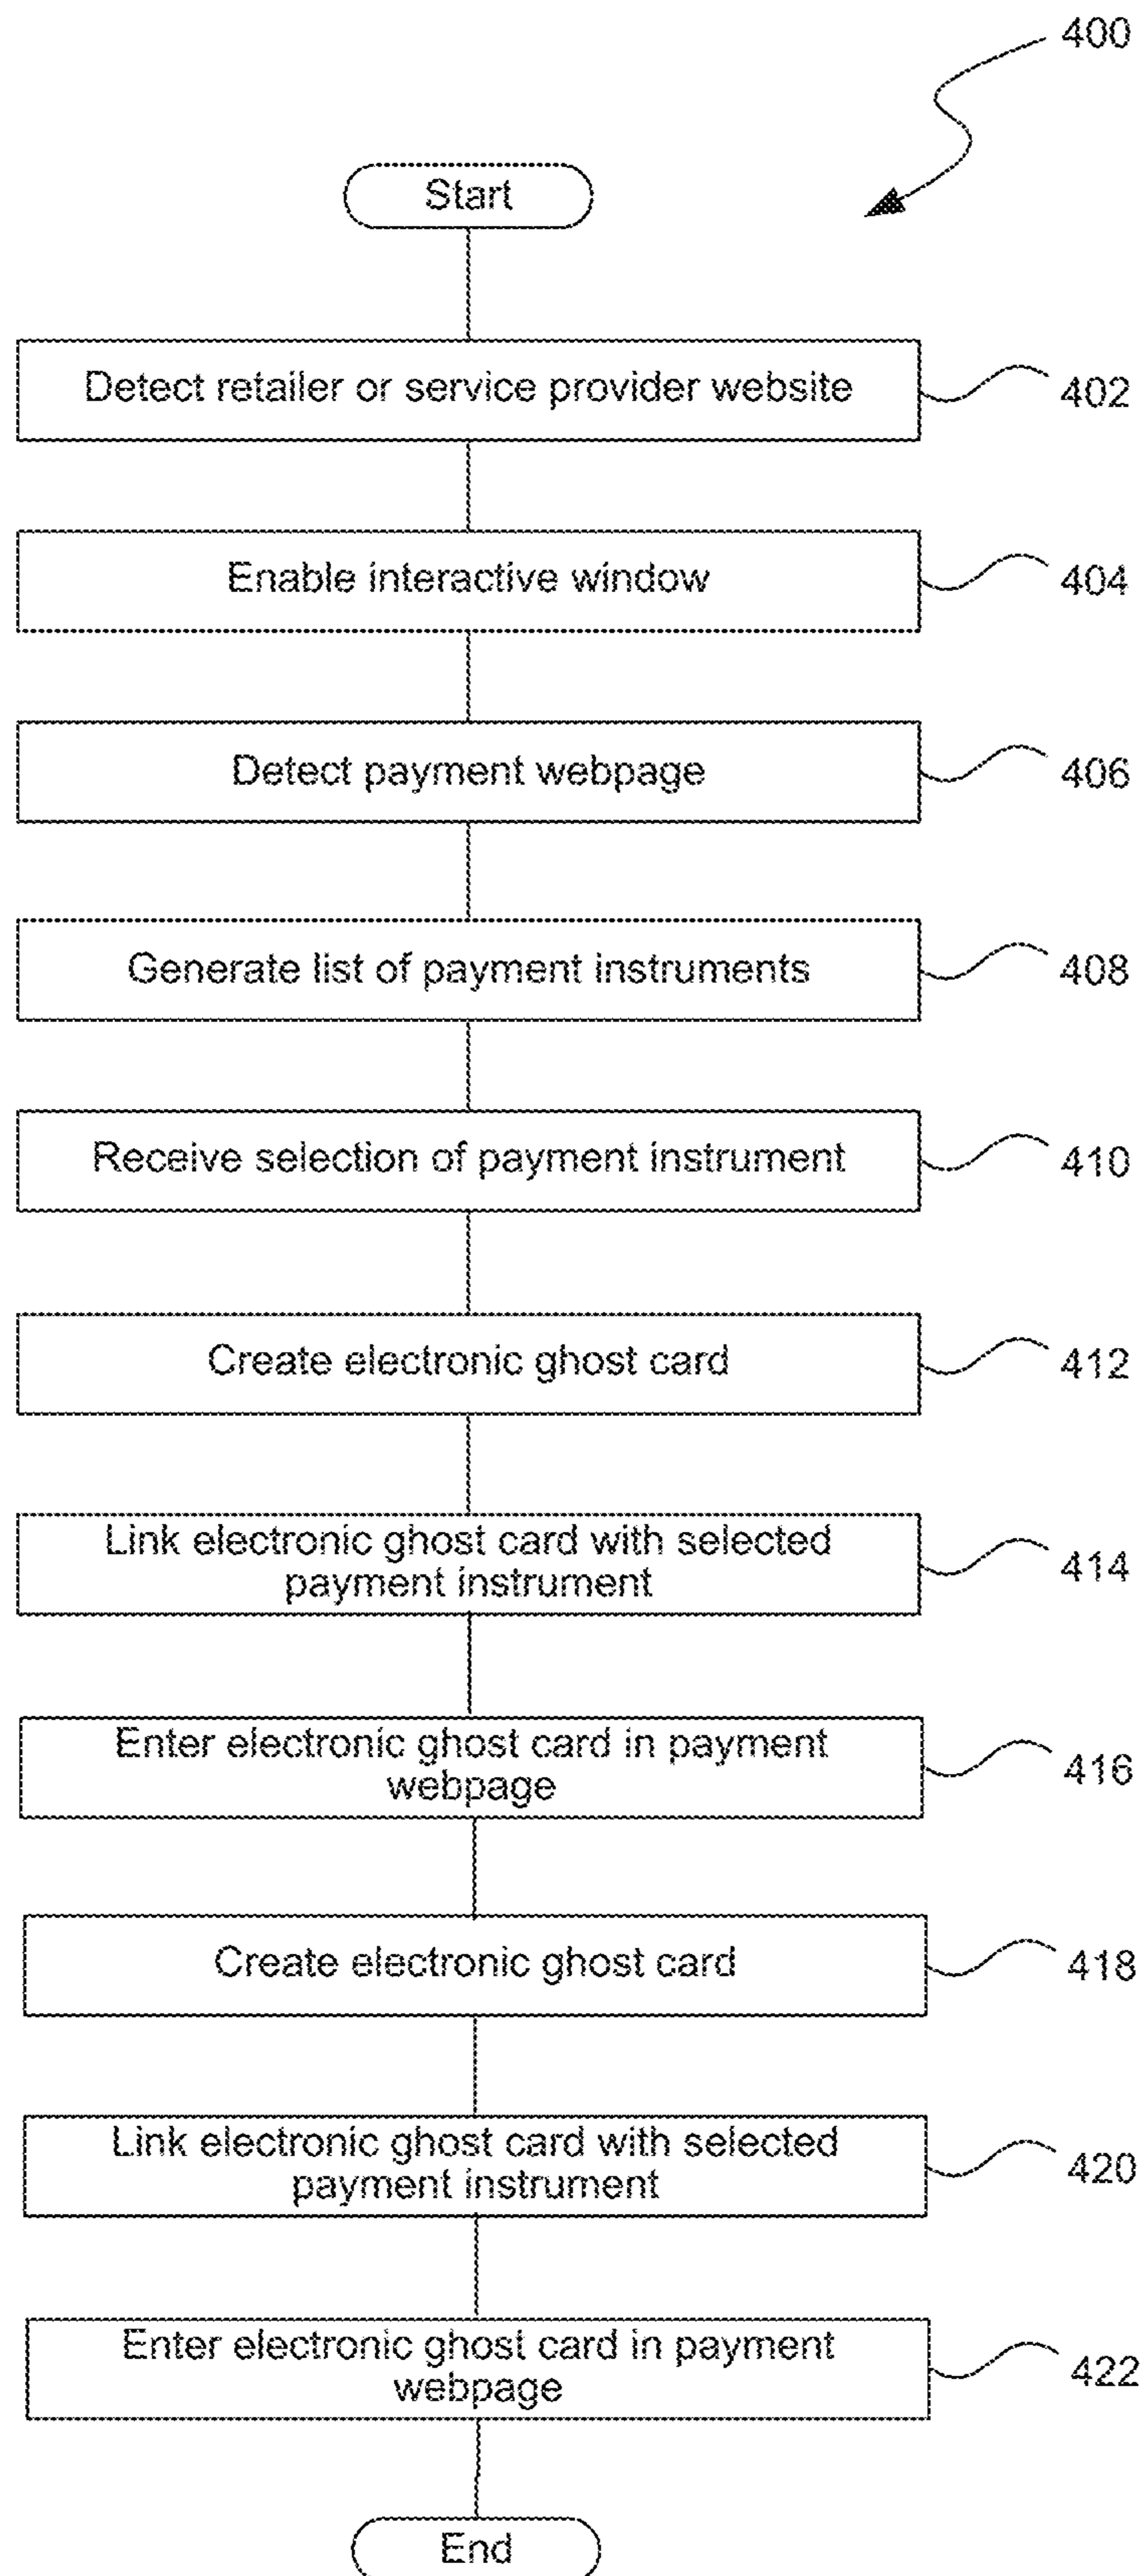 400
Start
Detect retailer or service provider website
402
Enable interactive window
404
Detect payment webpage
406
Generate list of payment instruments
408
Receive selection of payment instrument
410
Create electronic ghost card
412
Link electronic ghost card with selected
payment instrument
414
Enter electronic ghost card in payment
webpage
416
Create electronic ghost card
418
Link electronic ghost card with selected
payment instrument
420
Enter electronic ghost card in payment
webpage
422
End